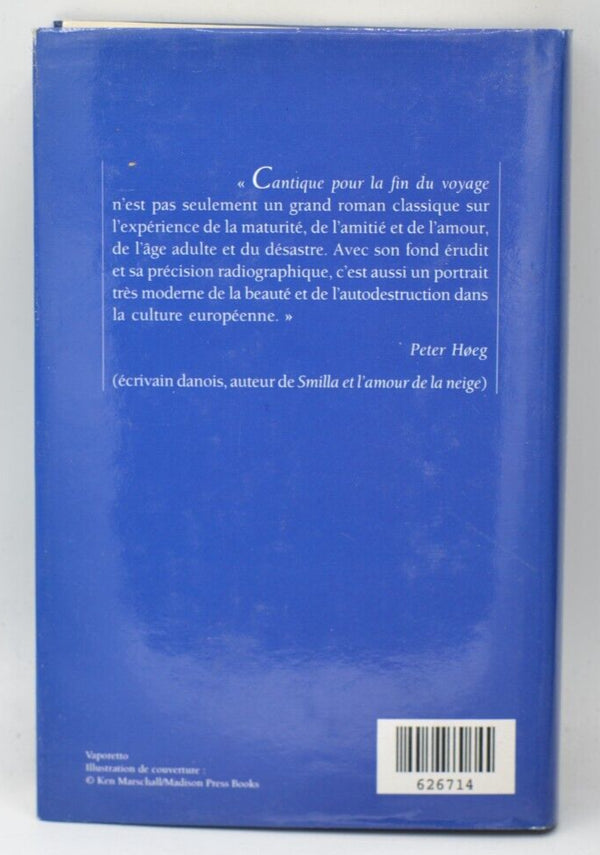 « Cantique pour la fin du voyage
n'est pas seulement un grand roman classique sur
l'expérience de la maturité, de l'amitié et de l'amour,
de l'âge adulte et du désastre. Avec son fond érudit
et sa précision radiographique, c'est aussi un portrait
très moderne de la beauté et de l'autodestruction dans
la culture européenne. »
Peter Høeg
(écrivain danois, auteur de Smilla et l'amour de la neige)
Vaporetto
Illustration de couverture :
© Ken Marschall/Madison Press Books
626714